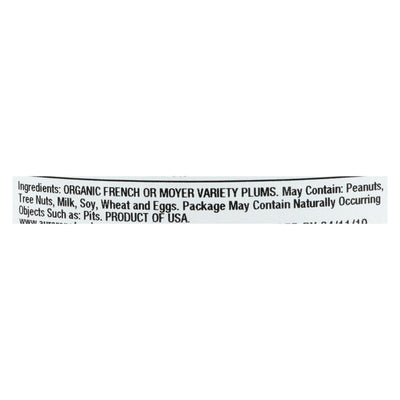 Ingredients: ORGANIC FRENCH OR MOYER VARIETY PLUMS. May Contain: Peanuts,
Tree Nuts, Milk, Soy, Wheat and Eggs. Package May Contain Naturally Occurring
Objects Such as: Pits. PRODUCT OF USA.